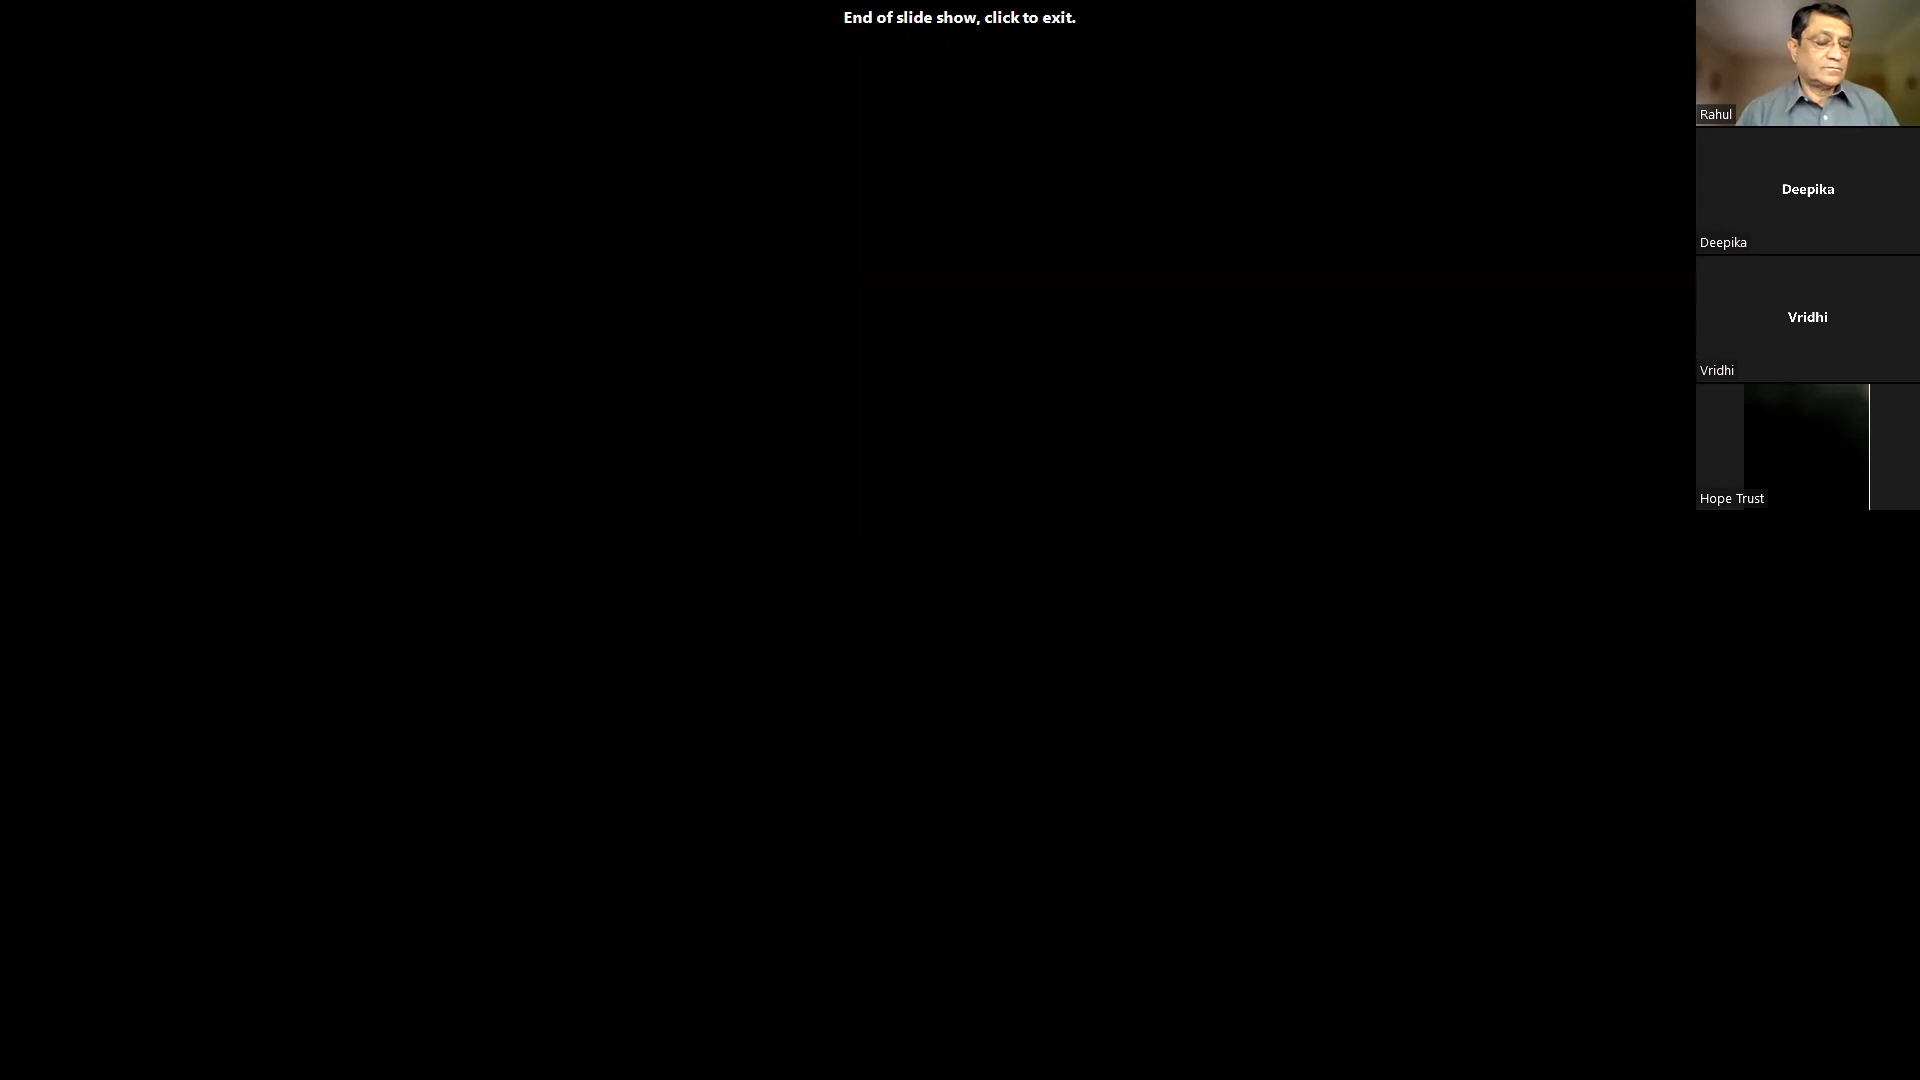 End of slide show, click to exit.
Rahul
Deepika
Deepika
Vridhi
Vridhi
Hope Trust